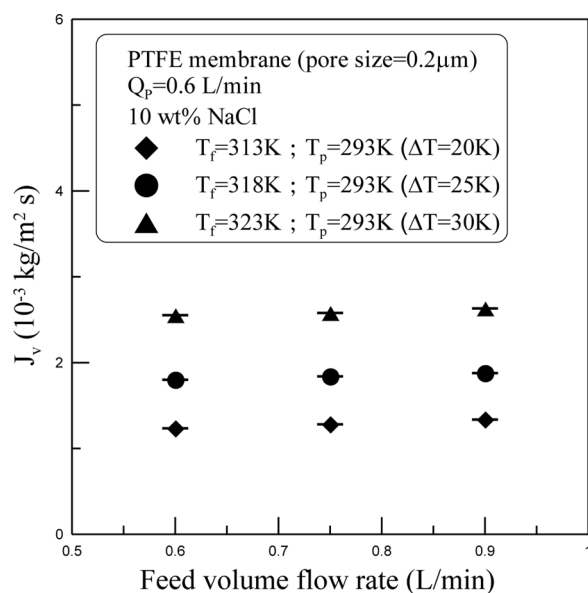 6
PTFE membrane (pore size=0.2μm)
Q_P=0.6 L/min
10 wt% NaCl
T_f=313K ; T_p=293K (ΔT=20K)
T_f=318K ; T_p=293K (ΔT=25K)
T_f=323K ; T_p=293K (ΔT=30K)
4
J_v (10^-3 kg/m^2 s)
2
0
0.5 0.6 0.7 0.8 0.9 1
Feed volume flow rate (L/min)